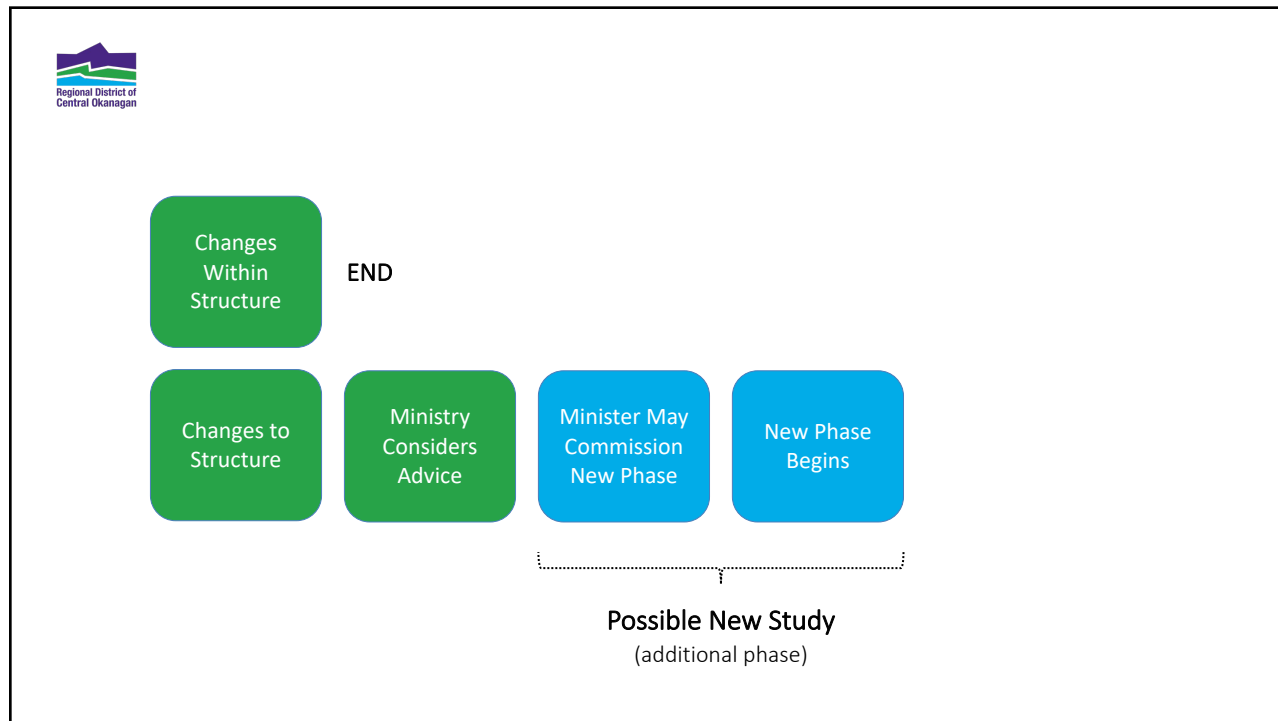 Regional District of
Central Okanagan
Changes
Within
Structure
END
Changes to
Structure
Ministry
Considers
Advice
Minister May
Commission
New Phase
New Phase
Begins
Possible New Study
(additional phase)